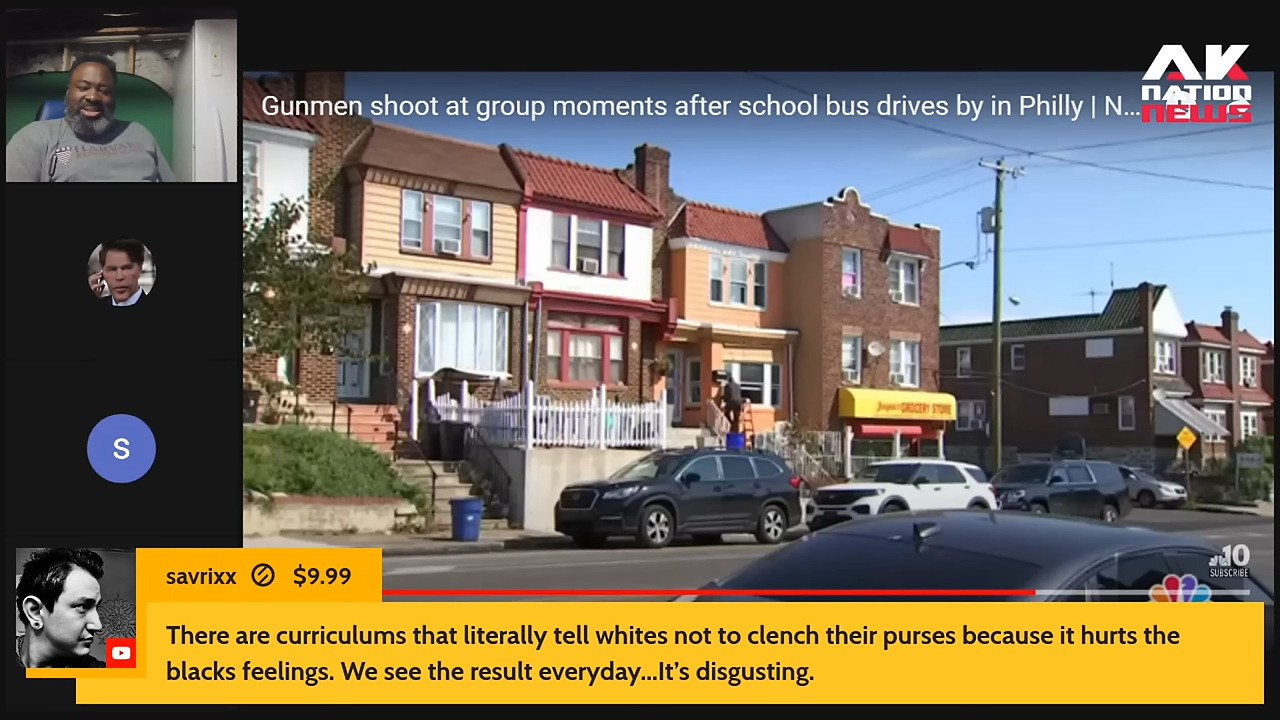 Gunmen shoot at group moments after school bus drives by in Philly | N...
AK
NATION
NEWS
HARVARD
GROCERY STORE
S
10
SUBSCRIBE
savrixx $9.99
There are curriculums that literally tell whites not to clench their purses because it hurts the
blacks feelings. We see the result everyday...It's disgusting.